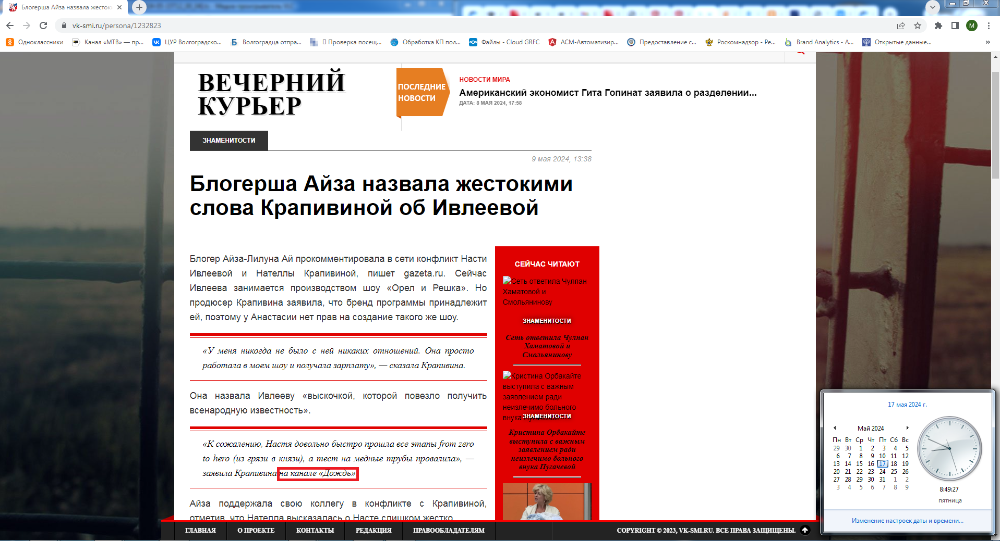 Блогерша Айза назвала жесток
vk-smi.ru/persona/1232823
M
Одноклассники
Канал «МТВ» — пр...
ЦУР Волгоградско...
Волгоградца отпра...
Проверка посещ...
Обработка КП пол...
Файлы - Cloud GRFC
АСМ-Автоматизир...
Предоставление с...
Роскомнадзор - Ре...
Brand Analytics - A...
Открытые данные...
»
ВЕЧЕРНИЙ
КУРЬЕР
ПОСЛЕДНИЕ
НОВОСТИ
НОВОСТИ МИРА
Американский экономист Гита Гопинат заявила о разделении...
ДАТА: 8 МАЯ 2024, 17:58
ЗНАМЕНИТОСТИ
9 мая 2024, 13:38
Блогерша Айза назвала жестокими
слова Крапивиной об Ивлеевой
Блогер Айза-Лилуна Ай прокомментировала в сети конфликт Насти
Ивлеевой и Нателлы Крапивиной, пишет gazeta.ru. Сейчас
Ивлеева занимается производством шоу «Орел и Решка». Но
продюсер Крапивина заявила, что бренд программы принадлежит
ей, поэтому у Анастасии нет прав на создание такого же шоу.
«У меня никогда не было с ней никаких отношений. Она просто
работала в моем шоу и получала зарплату», — сказала Крапивина.
Она назвала Ивлееву «выскочкой, которой повезло получить
всенародную известность».
«К сожалению, Настя довольно быстро прошла все этапы from zero
to hero (из грязи в князи), а тест на медные трубы провалила», —
заявила Крапивина на канале «Дождь».
Айза поддержала свою коллегу в конфликте с Крапивиной,
отметив, что Нателла высказалась о Насте слишком жестко.
СЕЙЧАС ЧИТАЮТ
Сеть ответила Чулпан
Хаматовой и
Смольянинову
ЗНАМЕНИТОСТИ
Сеть ответила Чулпан
Хаматовой и
Смольянинову
Кристина Орбакайте
выступила с важным
заявлением ради
неизлечимо больного
внука Пугачевой
ЗНАМЕНИТОСТИ
Кристина Орбакайте
выступила с важным
заявлением ради
неизлечимо больного
внука Пугачевой
17 мая 2024 г.
Май 2024
Пн Вт Ср Чт Пт Сб Вс
29 30 1 2 3 4 5
6 7 8 9 10 11 12
13 14 15 16 17 18 19
20 21 22 23 24 25 26
27 28 29 30 31 1 2
3 4 5 6 7 8 9
8:49:27
пятница
Изменение настроек даты и времени...
ГЛАВНАЯ
О ПРОЕКТЕ
КОНТАКТЫ
РЕДАКЦИЯ
ПРАВООБЛАДАТЕЛЯМ
COPYRIGHT © 2023, VK-SMI.RU. ВСЕ ПРАВА ЗАЩИЩЕНЫ.